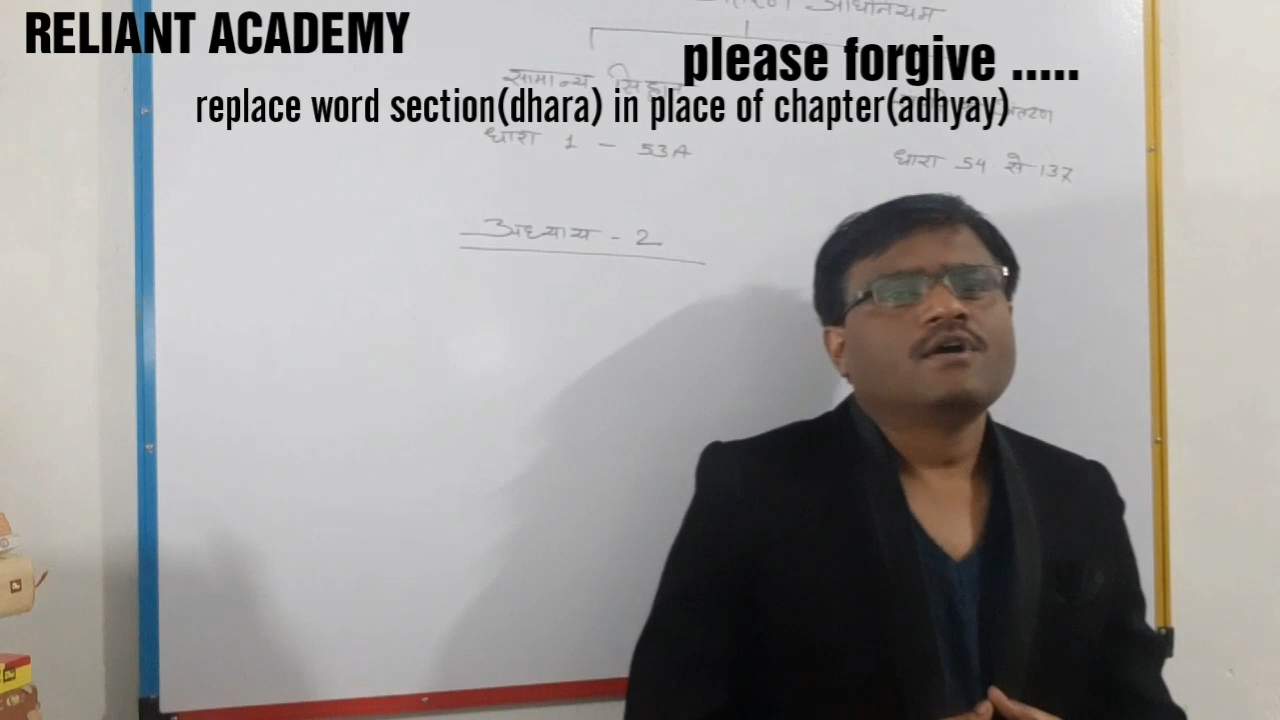 RELIANT ACADEMY
अधिनियम
please forgive .....
सामान्य सिद्धान्त
replace word section(dhara) in place of chapter(adhyay)
धारा 1 - 53A
धारा 54 से 137
अध्याय - 2